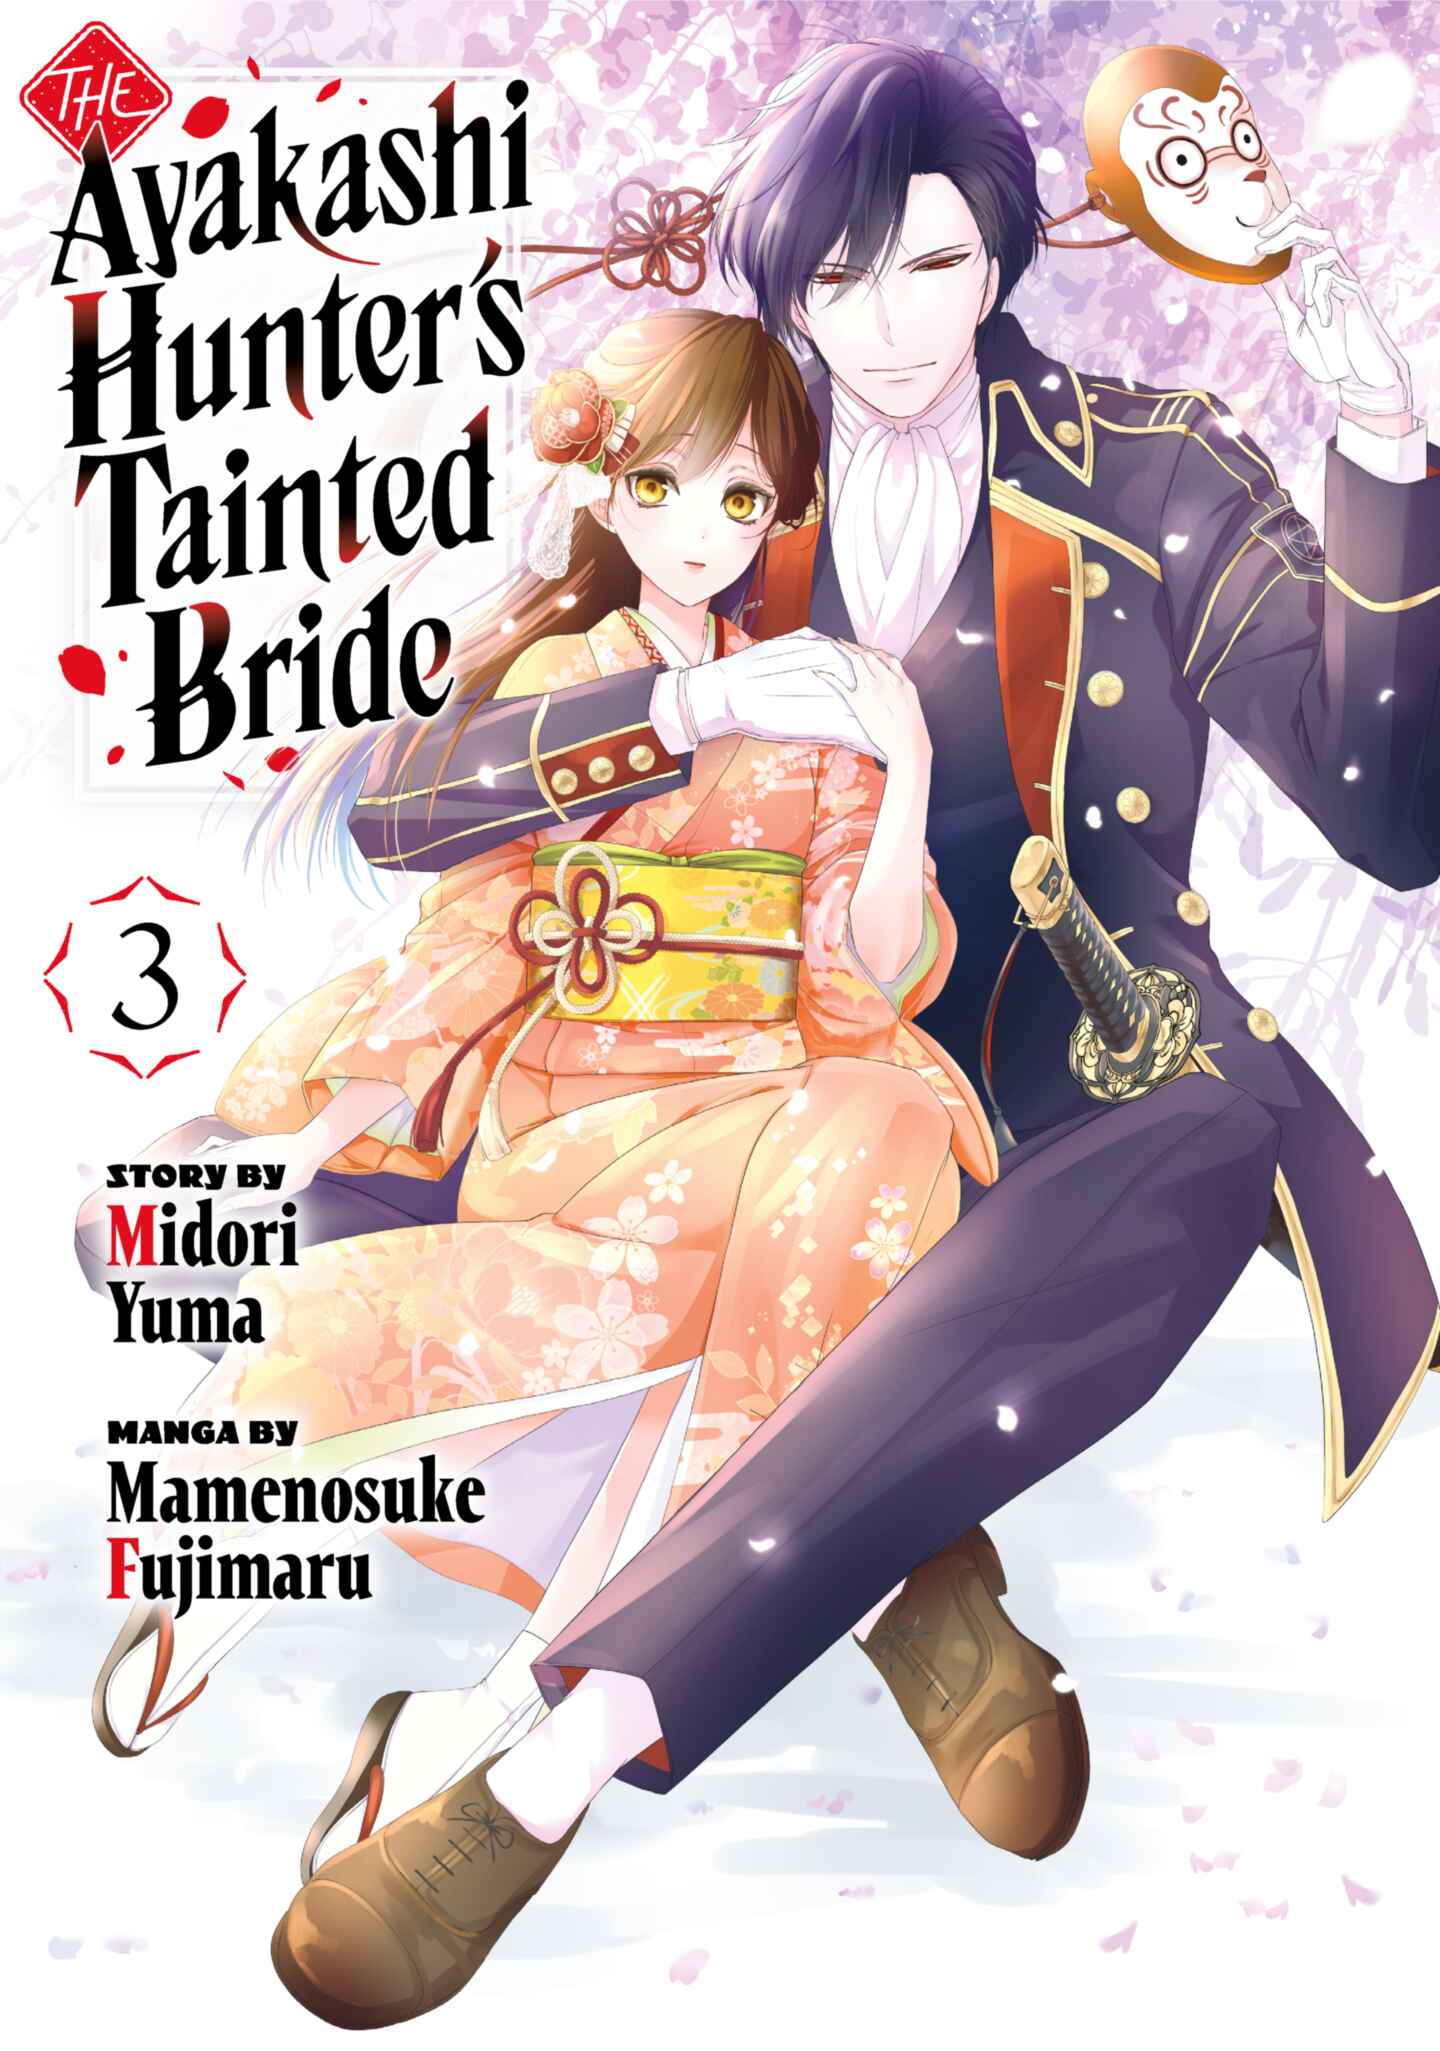 THE
Ayakashi
Hunter's
Tainted
Bride
3
STORY BY
Midori
Yuma
MANGA BY
Mamenosuke
Fujimaru